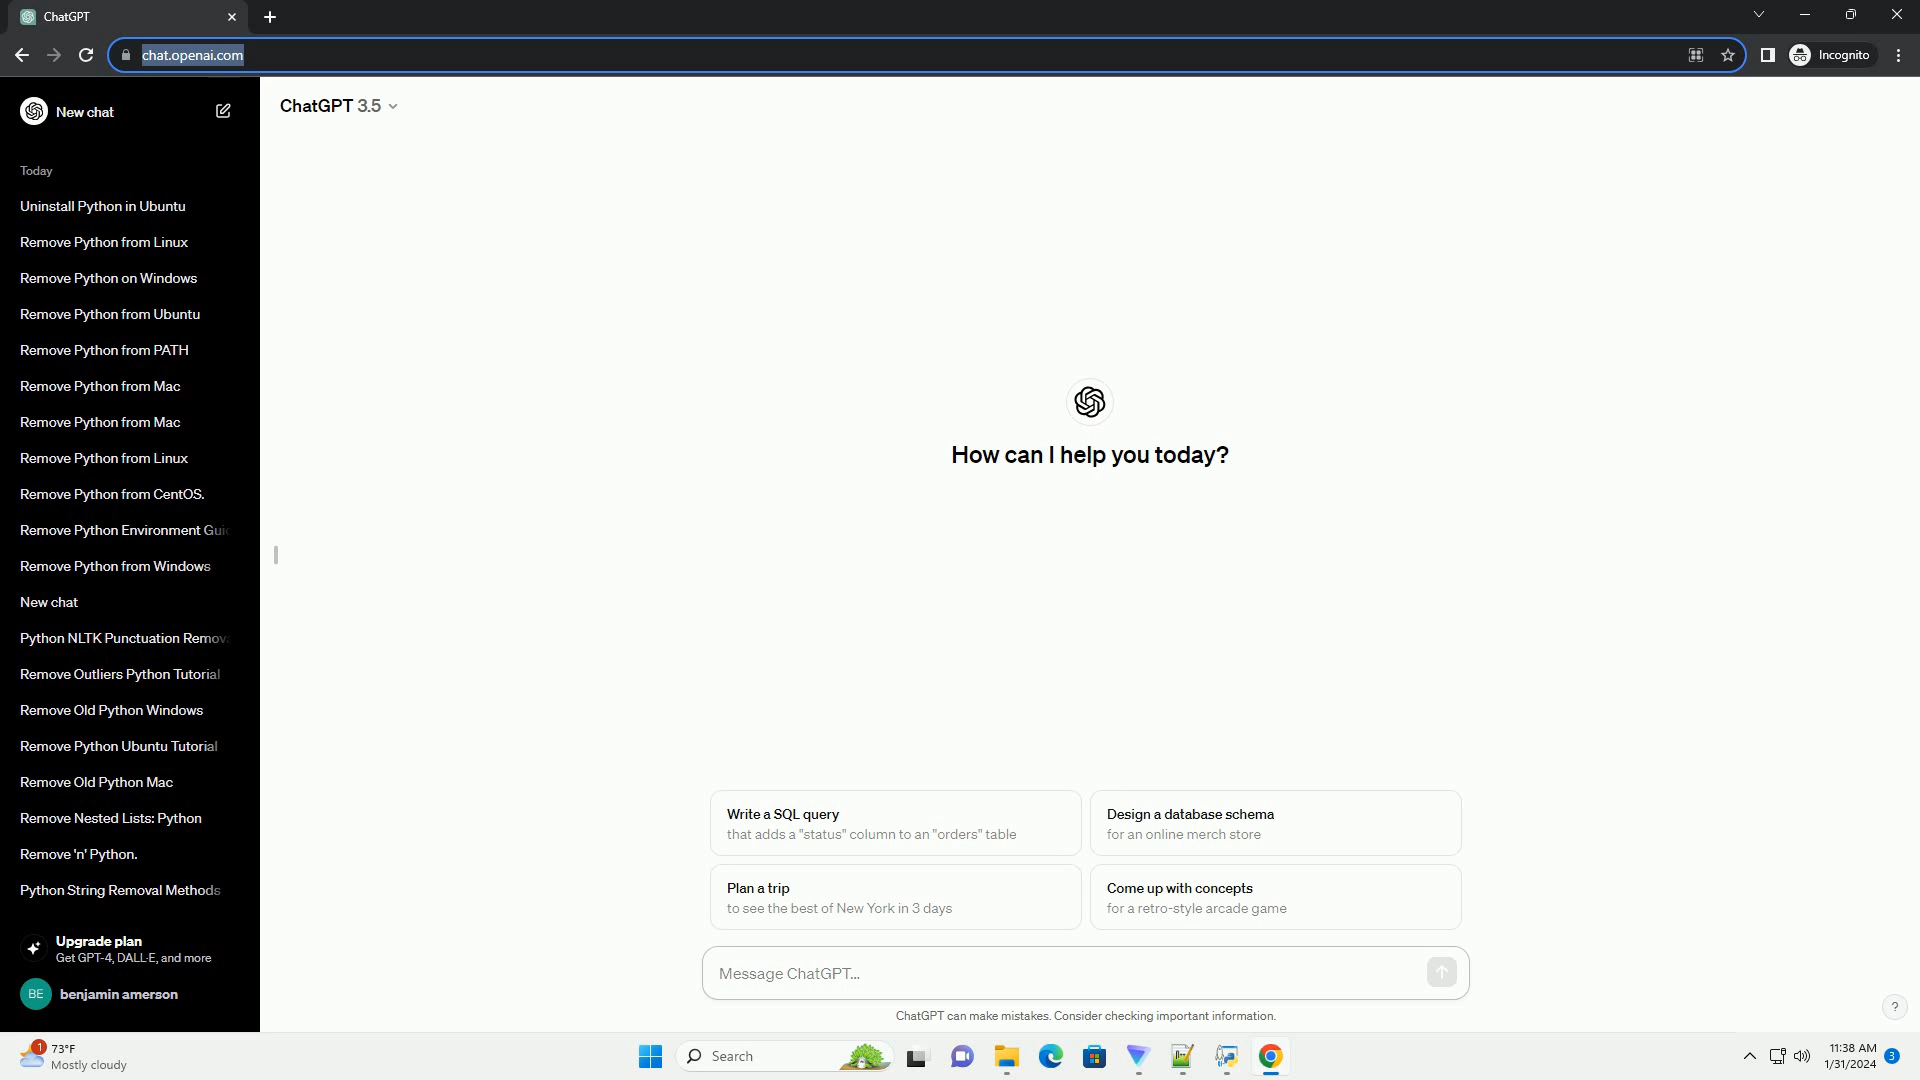 ChatGPT
chat.openai.com
Incognito
New chat
ChatGPT 3.5
Today
Uninstall Python in Ubuntu
Remove Python from Linux
Remove Python on Windows
Remove Python from Ubuntu
Remove Python from PATH
Remove Python from Mac
Remove Python from Mac
Remove Python from Linux
Remove Python from CentOS.
Remove Python Environment Gui
Remove Python from Windows
New chat
Python NLTK Punctuation Remov
Remove Outliers Python Tutorial
Remove Old Python Windows
Remove Python Ubuntu Tutorial
Remove Old Python Mac
Remove Nested Lists: Python
Remove 'n' Python.
Python String Removal Methods
Upgrade plan
Get GPT-4, DALL·E, and more
BE
benjamin amerson
How can I help you today?
Write a SQL query
that adds a "status" column to an "orders" table
Design a database schema
for an online merch store
Plan a trip
to see the best of New York in 3 days
Come up with concepts
for a retro-style arcade game
Message ChatGPT...
ChatGPT can make mistakes. Consider checking important information.
?
1
73°F
Mostly cloudy
Search
11:38 AM
1/31/2024
3